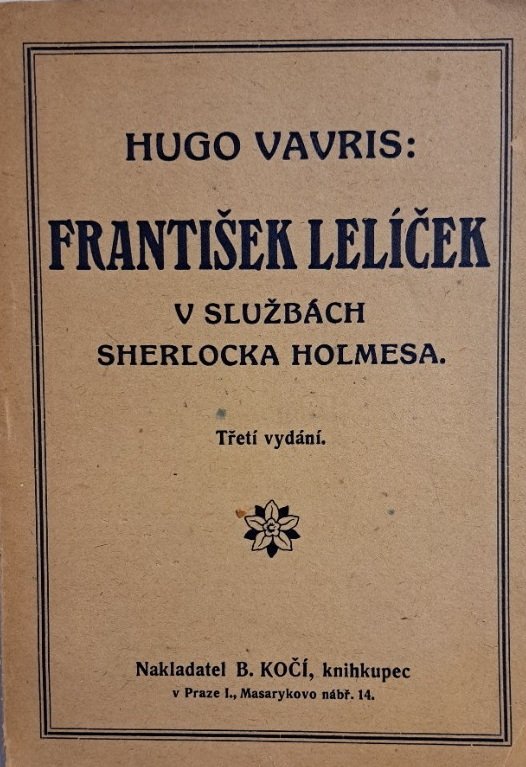 HUGO VAVRIS:
FRANTIŠEK LELÍČEK
V SLUŽBÁCH
SHERLOCKA HOLMESA.
Třetí vydání.
Nakladatel B. KOČÍ, knihkupec
v Praze I., Masarykovo nábř. 14.